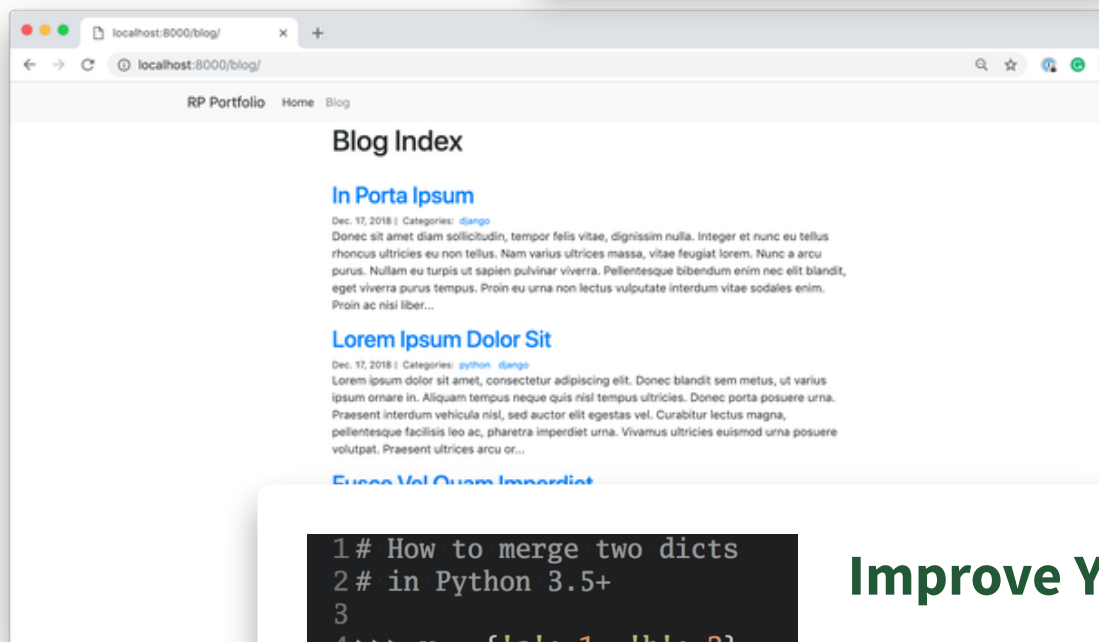 localhost:8000/blog/
localhost:8000/blog/
RP Portfolio Home Blog
Blog Index
In Porta Ipsum
Dec. 17, 2018 | Categories: django
Donec sit amet diam sollicitudin, tempor felis vitae, dignissim nulla. Integer et nunc eu tellus
rhoncus ultricies eu non tellus. Nam varius ultrices massa, vitae feugiat lorem. Nunc a arcu
purus. Nullam eu turpis ut sapien pulvinar viverra. Pellentesque bibendum enim nec elit blandit,
eget viverra purus tempus. Proin eu urna non lectus vulputate interdum vitae sodales enim.
Proin ac nisi liber...
Lorem Ipsum Dolor Sit
Dec. 17, 2018 | Categories: python django
Lorem ipsum dolor sit amet, consectetur adipiscing elit. Donec blandit sem metus, ut varius
ipsum ornare in. Aliquam tempus neque quis nisl tempus ultricies. Donec porta posuere urna.
Praesent interdum vehicula nisl, sed auctor elit egestas vel. Curabitur lectus magna,
pellentesque facilisis leo ac, pharetra imperdiet urna. Vivamus ultricies euismod urna posuere
volutpat. Praesent ultrices arcu or...
Fusce Vel Quam Imperdiet
1 # How to merge two dicts
2 # in Python 3.5+
3
Improve Y